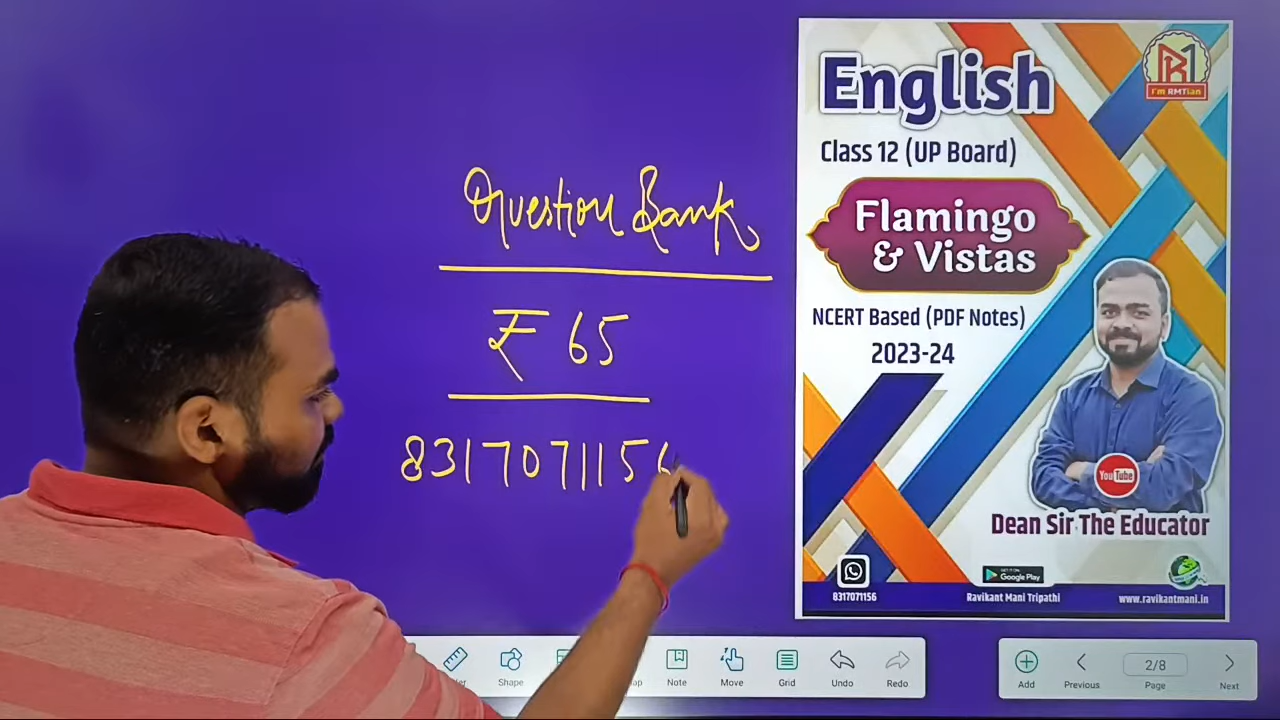 Question Bank
₹ 65
8317071156
English
I'm RMTian
Class 12 (UP Board)
Flamingo
& Vistas
NCERT Based (PDF Notes)
2023-24
YouTube
Dean Sir The Educator
8317071156
GET IT ON
Google Play
Ravikant Mani Tripathi
www.ravikantmani.in
Shape
Note
Move
Grid
Undo
Redo
Add
Previous
2/8
Page
Next